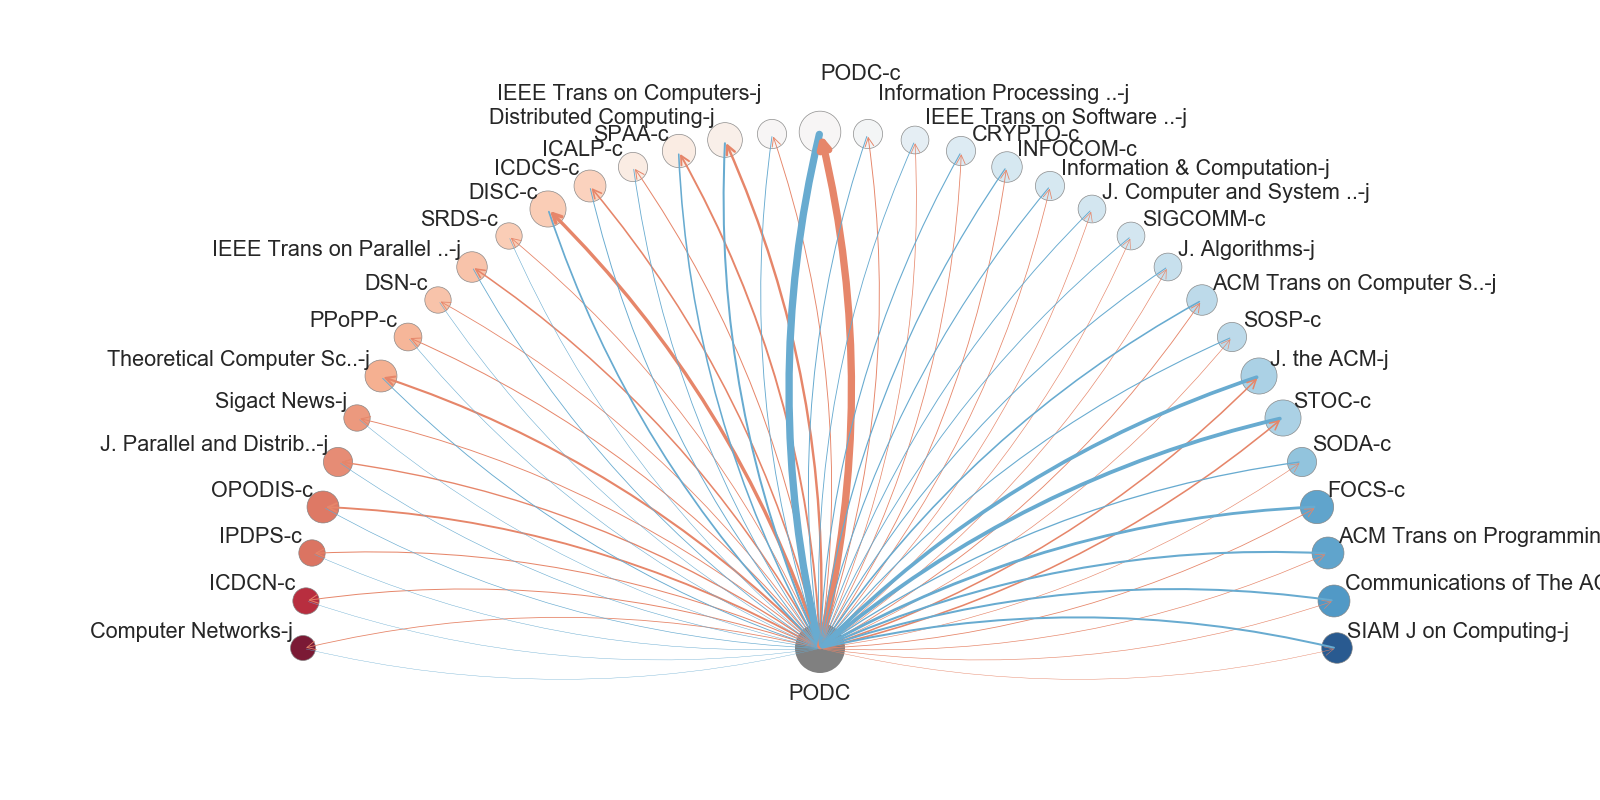 PODC-c
IEEE Trans on Computers-j
Information Processing ..-j
Distributed Computing-j
IEEE Trans on Software ..-j
SPAA-c
CRYPTO-c
ICALP-c
INFOCOM-c
ICDCS-c
Information & Computation-j
DISC-c
J. Computer and System ..-j
SRDS-c
SIGCOMM-c
IEEE Trans on Parallel ..-j
J. Algorithms-j
DSN-c
ACM Trans on Computer S..-j
PPoPP-c
SOSP-c
Theoretical Computer Sc..-j
J. the ACM-j
Sigact News-j
STOC-c
J. Parallel and Distrib..-j
SODA-c
OPODIS-c
FOCS-c
IPDPS-c
ACM Trans on Programmin
ICDCN-c
Communications of The AC
Computer Networks-j
SIAM J on Computing-j
PODC